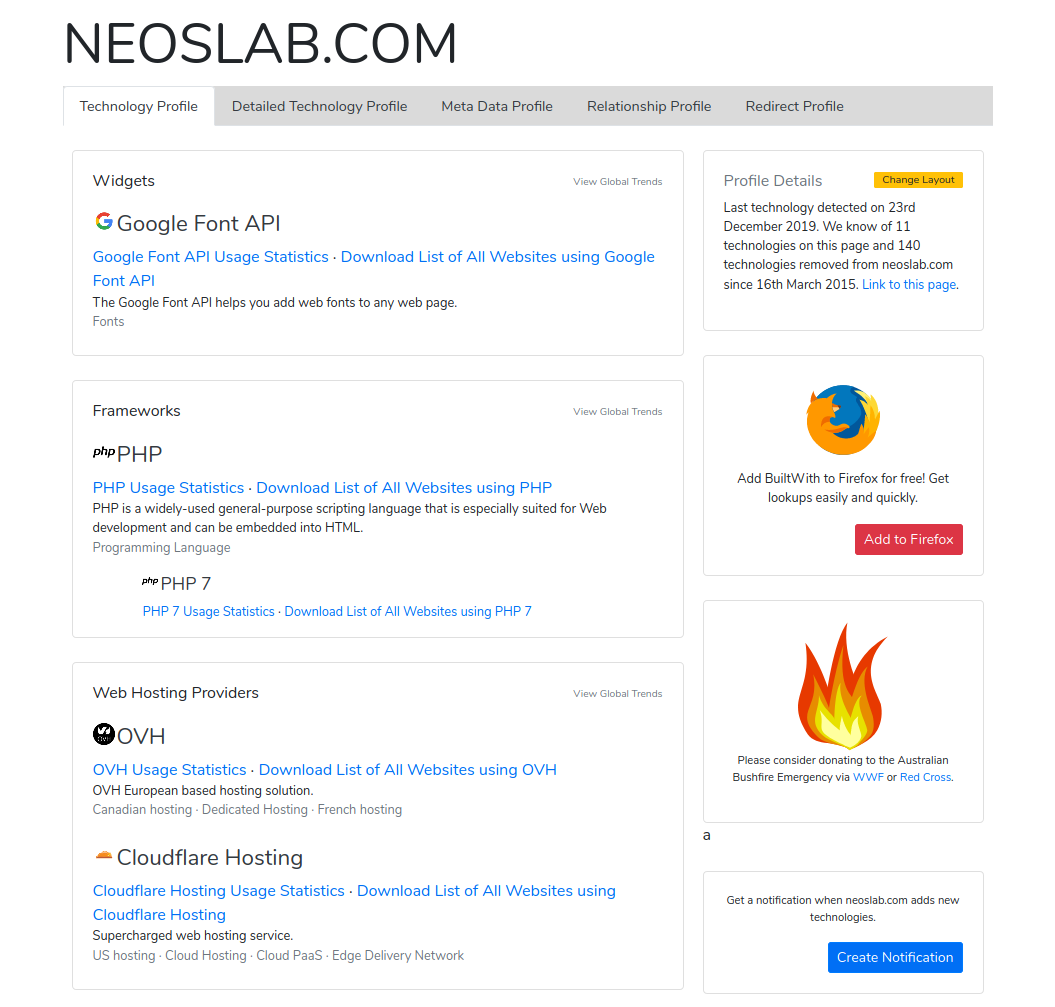 NEOSLAB.COM
Technology Profile
Detailed Technology Profile
Meta Data Profile
Relationship Profile
Redirect Profile
Widgets
View Global Trends
Google Font API
Google Font API Usage Statistics · Download List of All Websites using Google
Font API
The Google Font API helps you add web fonts to any web page.
Fonts
Frameworks
View Global Trends
php PHP
PHP Usage Statistics · Download List of All Websites using PHP
PHP is a widely-used general-purpose scripting language that is especially suited for Web
development and can be embedded into HTML.
Programming Language
php PHP 7
PHP 7 Usage Statistics · Download List of All Websites using PHP 7
Web Hosting Providers
View Global Trends
OVH OVH
OVH Usage Statistics · Download List of All Websites using OVH
OVH European based hosting solution.
Canadian hosting · Dedicated Hosting · French hosting
Cloudflare Hosting
Cloudflare Hosting Usage Statistics · Download List of All Websites using
Cloudflare Hosting
Supercharged web hosting service.
US hosting · Cloud Hosting · Cloud PaaS · Edge Delivery Network
Profile Details
Change Layout
Last technology detected on 23rd
December 2019. We know of 11
technologies on this page and 140
technologies removed from neoslab.com
since 16th March 2015. Link to this page.
Add BuiltWith to Firefox for free! Get
lookups easily and quickly.
Add to Firefox
Please consider donating to the Australian
Bushfire Emergency via WWF or Red Cross.
a
Get a notification when neoslab.com adds new
technologies.
Create Notification